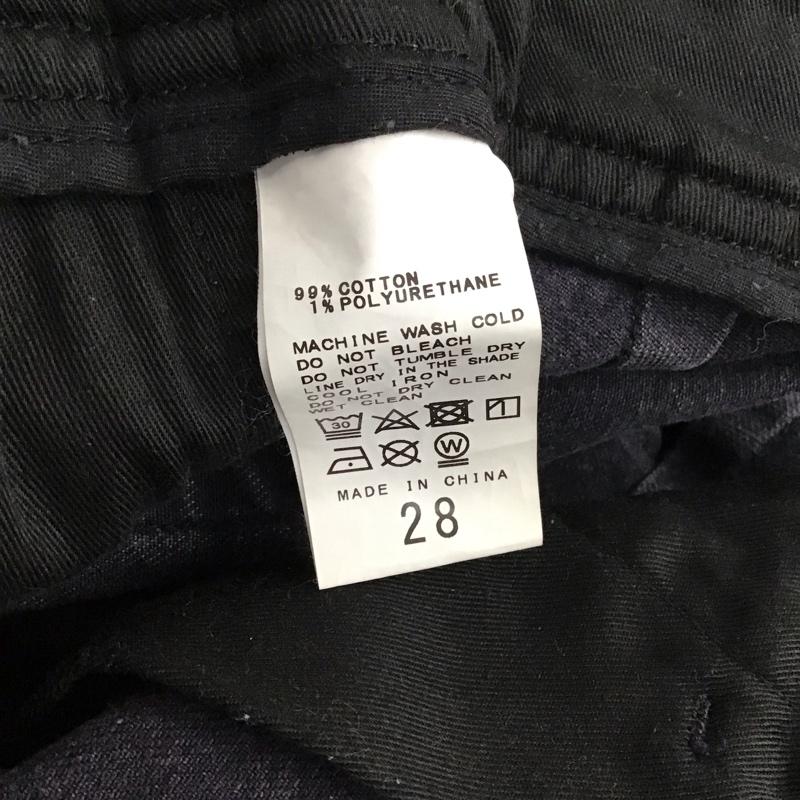 99% COTTON
1% POLYURETHANE
MACHINE WASH COLD
DO NOT BLEACH
DO NOT TUMBLE DRY
LINE DRY IN THE SHADE
COOL IRON
DO NOT DRY CLEAN
WET CLEAN
30
W
MADE IN CHINA
28